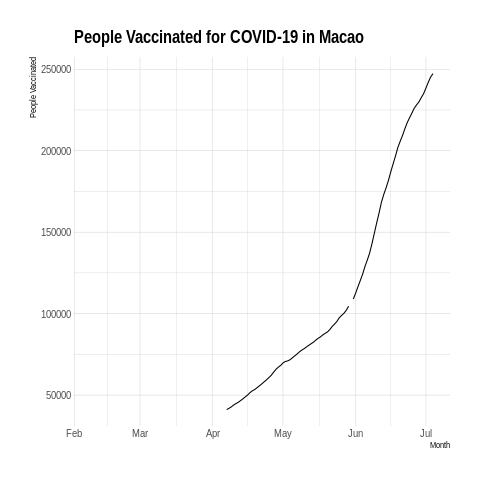 People Vaccinated for COVID-19 in Macao
People Vaccinated
250000
200000
150000
100000
50000
Feb Mar Apr May Jun Jul
Month